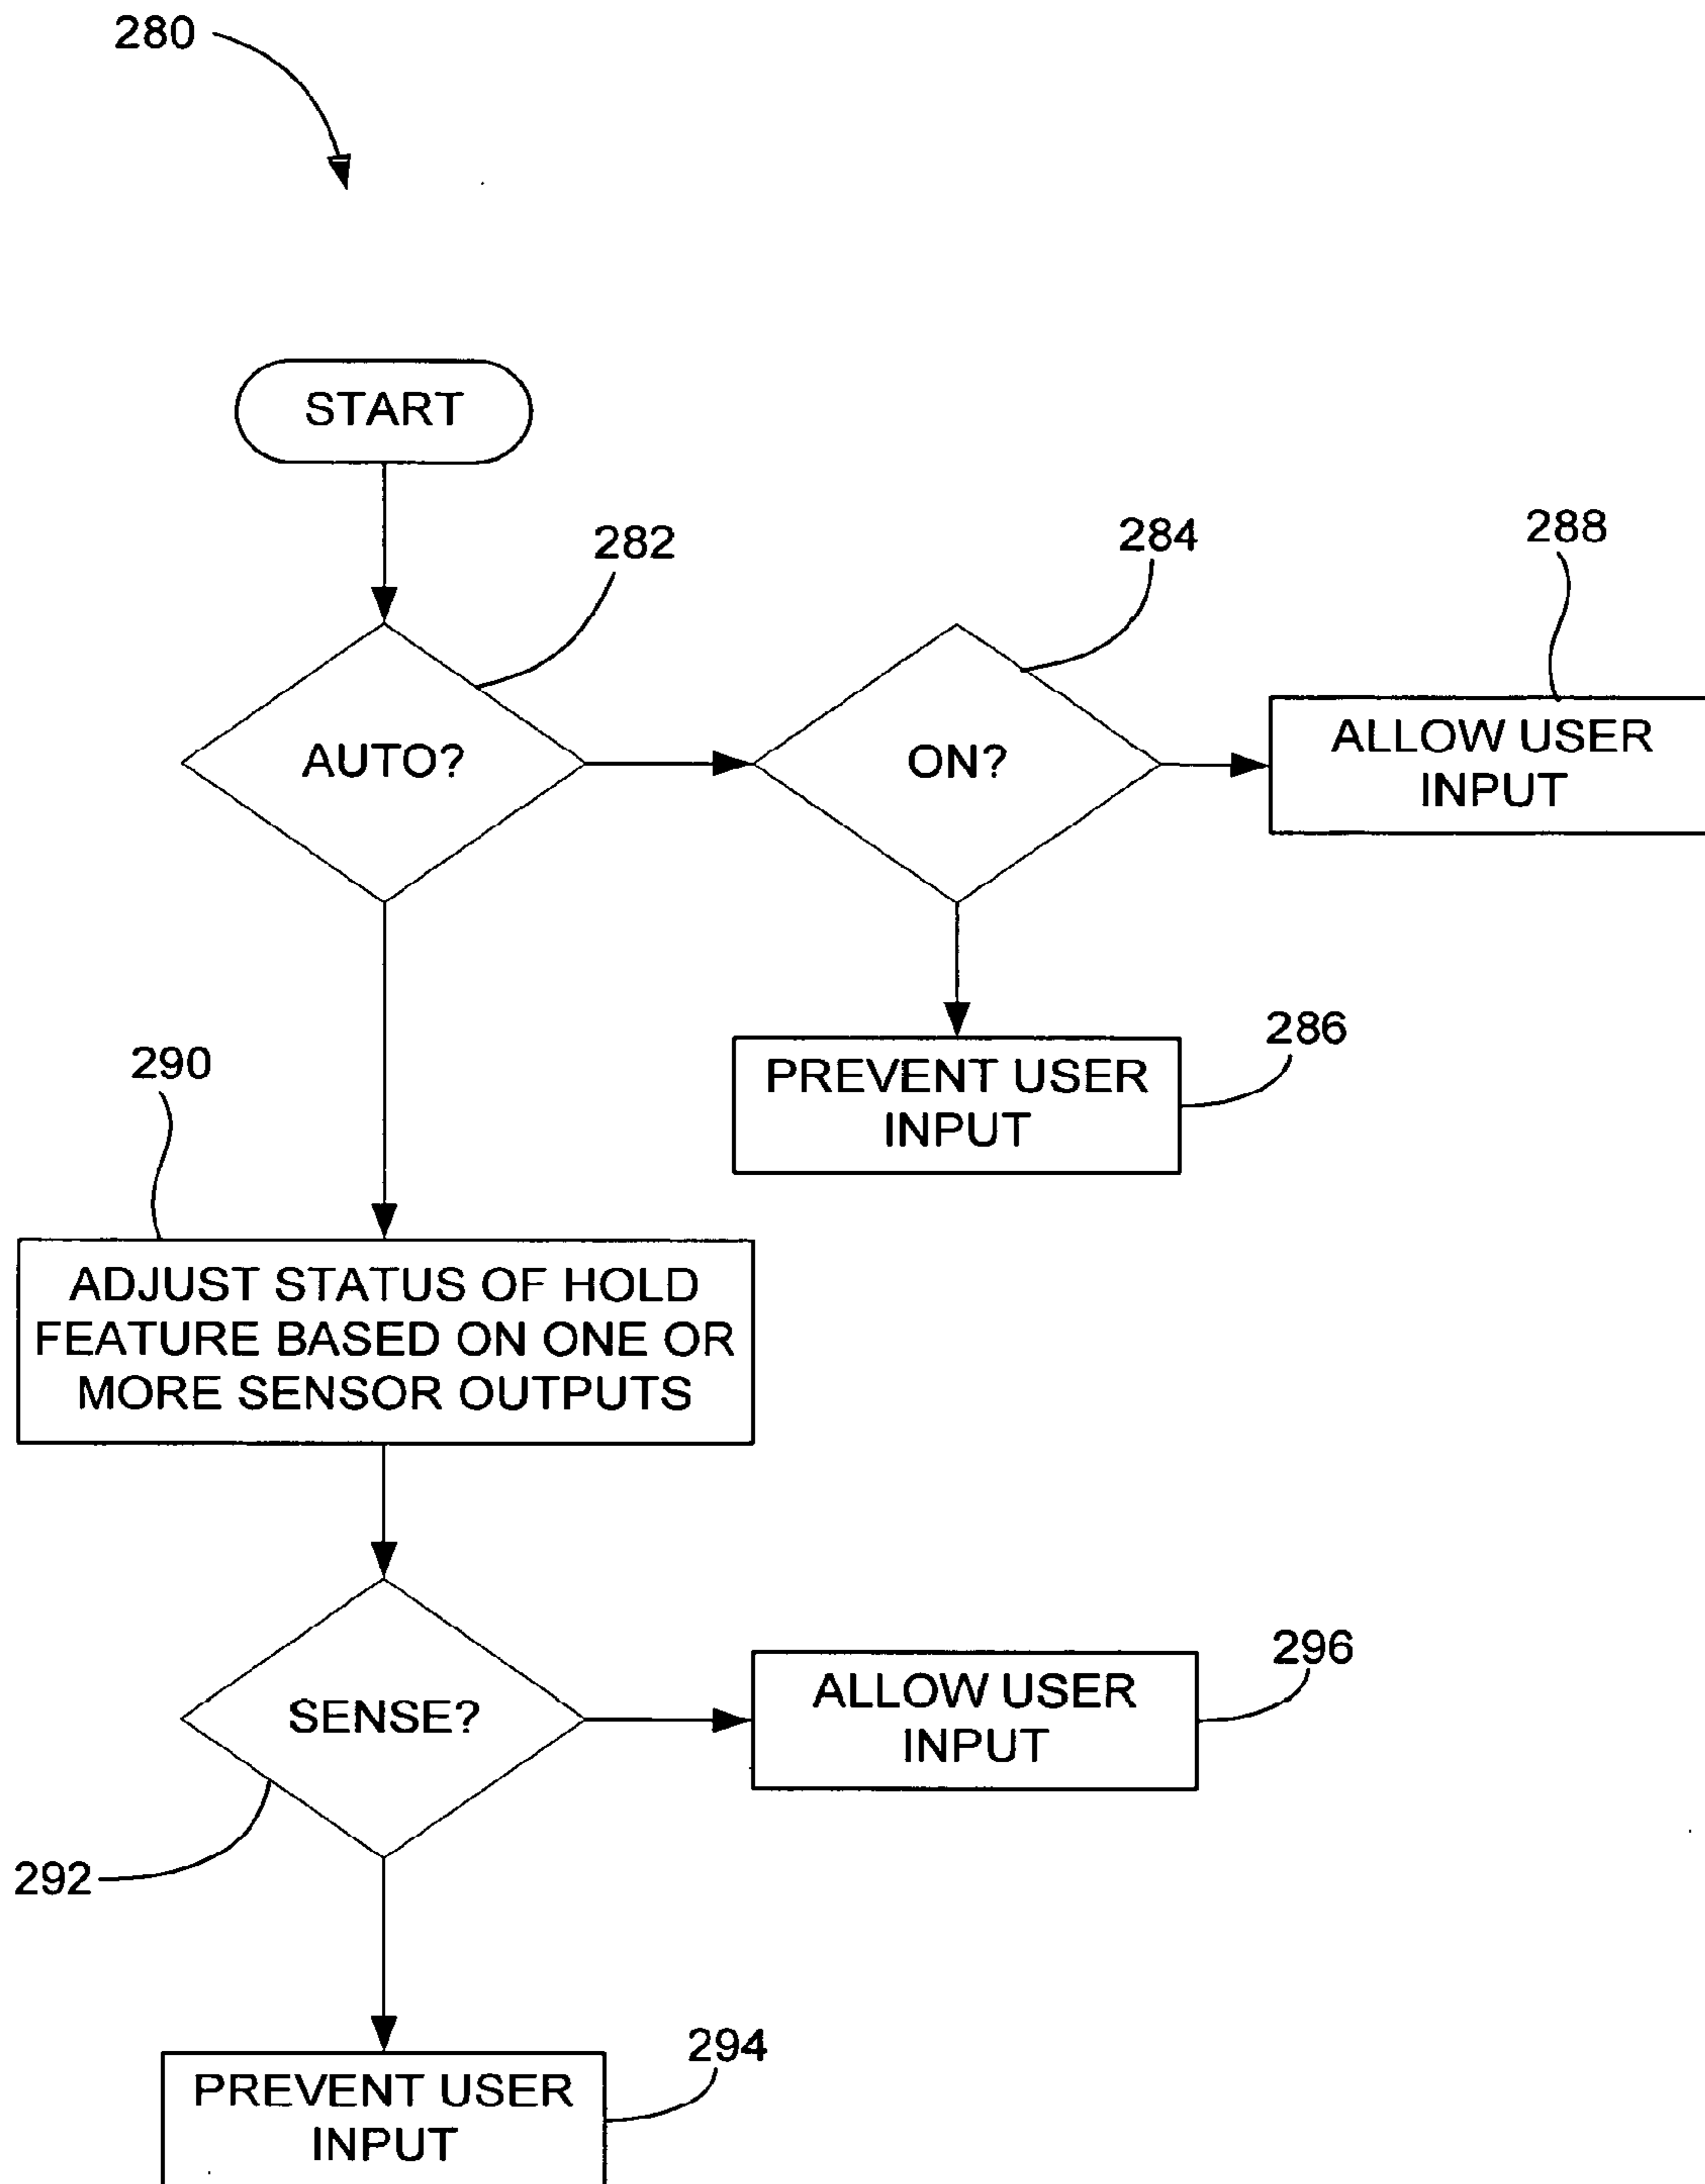 280
START
282
284
288
AUTO?
ON?
ALLOW USER
INPUT
286
PREVENT USER
INPUT
290
ADJUST STATUS OF HOLD
FEATURE BASED ON ONE OR
MORE SENSOR OUTPUTS
SENSE?
296
ALLOW USER
INPUT
292
294
PREVENT USER
INPUT